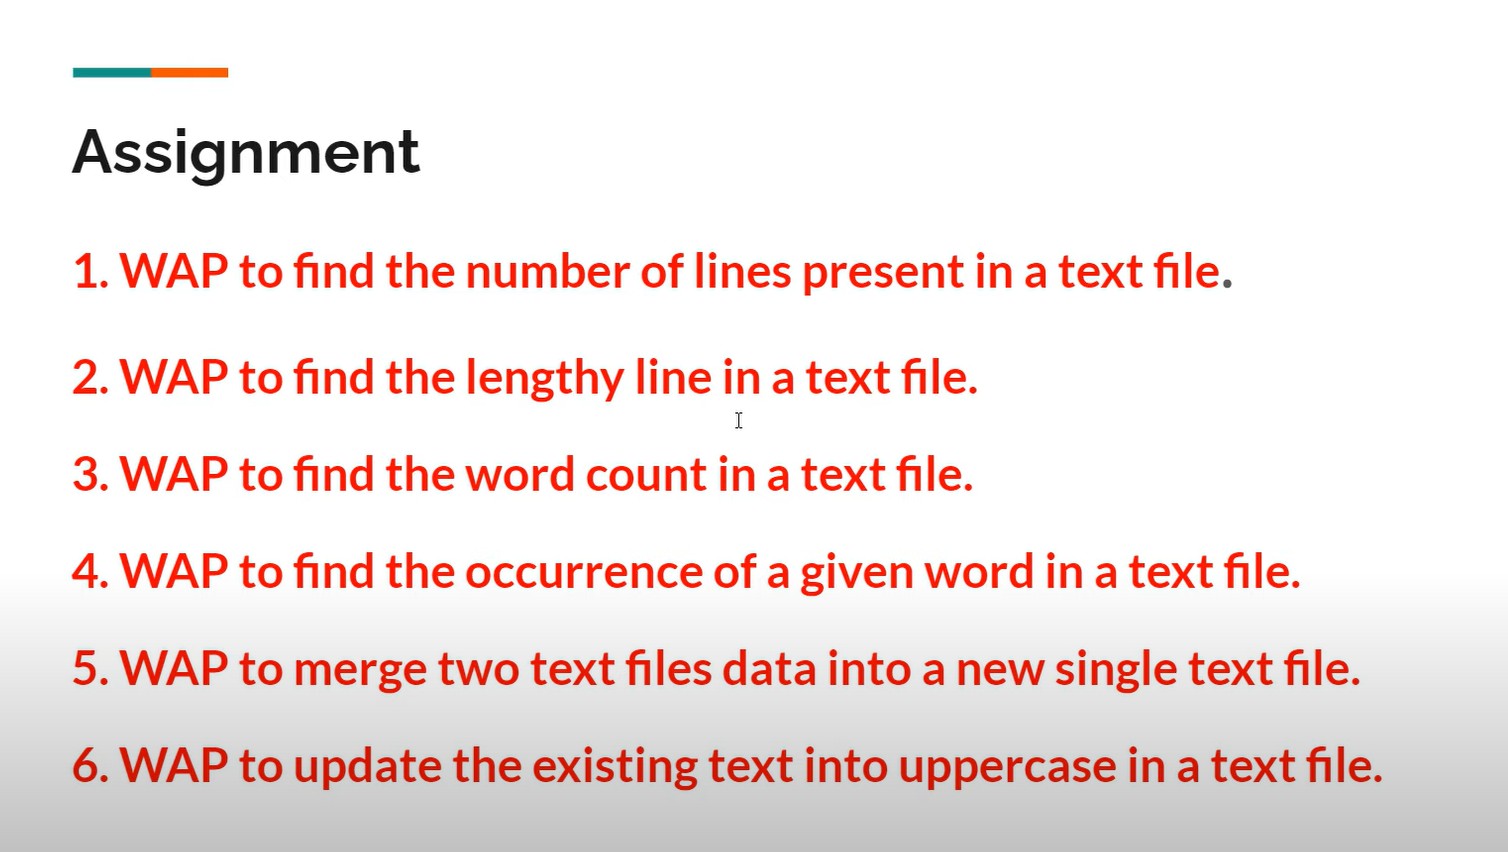 Assignment
1. WAP to find the number of lines present in a text file.
2. WAP to find the lengthy line in a text file.
3. WAP to find the word count in a text file.
4. WAP to find the occurrence of a given word in a text file.
5. WAP to merge two text files data into a new single text file.
6. WAP to update the existing text into uppercase in a text file.